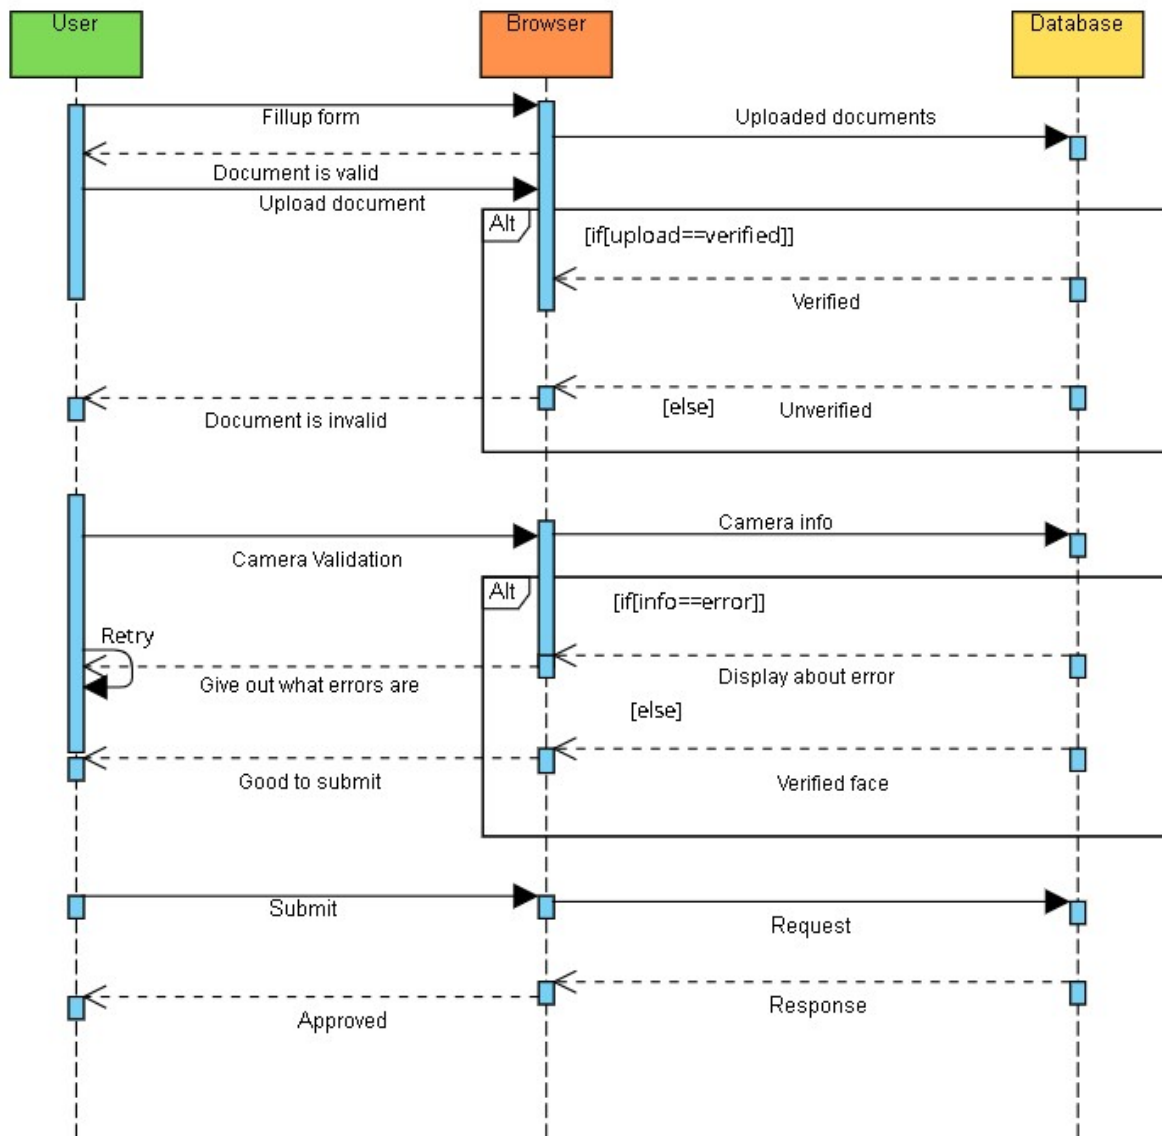 User
Browser
Database
Fillup form
Uploaded documents
Document is valid
Upload document
Alt
[if[upload==verified]]
Verified
[else]
Unverified
Document is invalid
Camera info
Camera Validation
Alt
[if[info==error]]
Retry
Give out what errors are
Display about error
[else]
Good to submit
Verified face
Submit
Request
Response
Approved